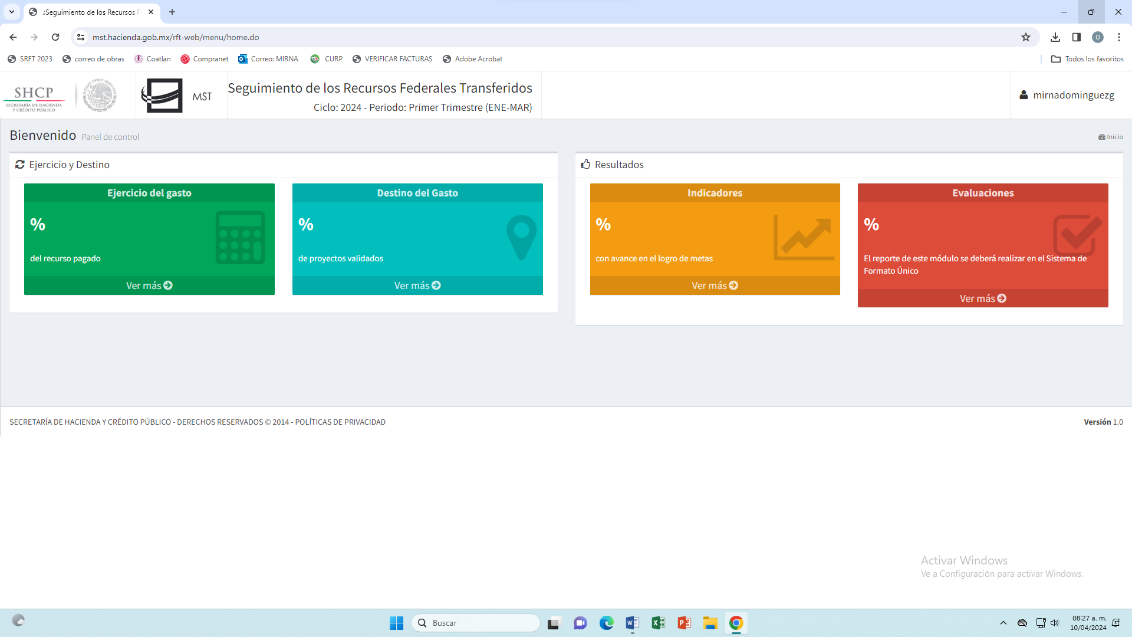 :Seguimiento de los Recursos F
mst.hacienda.gob.mx/rft-web/menu/home.do
SRFT 2023
correo de obras
Coatlan
Compranet
Correo: MIRNA
CURP
VERIFICAR FACTURAS
Adobe Acrobat
Todos los favoritos
SHCP
SECRETARÍA DE HACIENDA
Y CRÉDITO PÚBLICO
MST
Seguimiento de los Recursos Federales Transferidos
Ciclo: 2024 - Periodo: Primer Trimestre (ENE-MAR)
mirnadominguezg
Bienvenido Panel de control
Inicio
Ejercicio y Destino
Ejercicio del gasto
%
del recurso pagado
Ver más
Destino del Gasto
%
de proyectos validados
Ver más
Resultados
Indicadores
%
con avance en el logro de metas
Ver más
Evaluaciones
%
El reporte de este módulo se deberá realizar en el Sistema de
Formato Único
Ver más
SECRETARÍA DE HACIENDA Y CRÉDITO PÚBLICO - DERECHOS RESERVADOS © 2014 - POLÍTICAS DE PRIVACIDAD
Versión 1.0
Activar Windows
Ve a Configuración para activar Windows.
Buscar
08:27 a. m.
10/04/2024